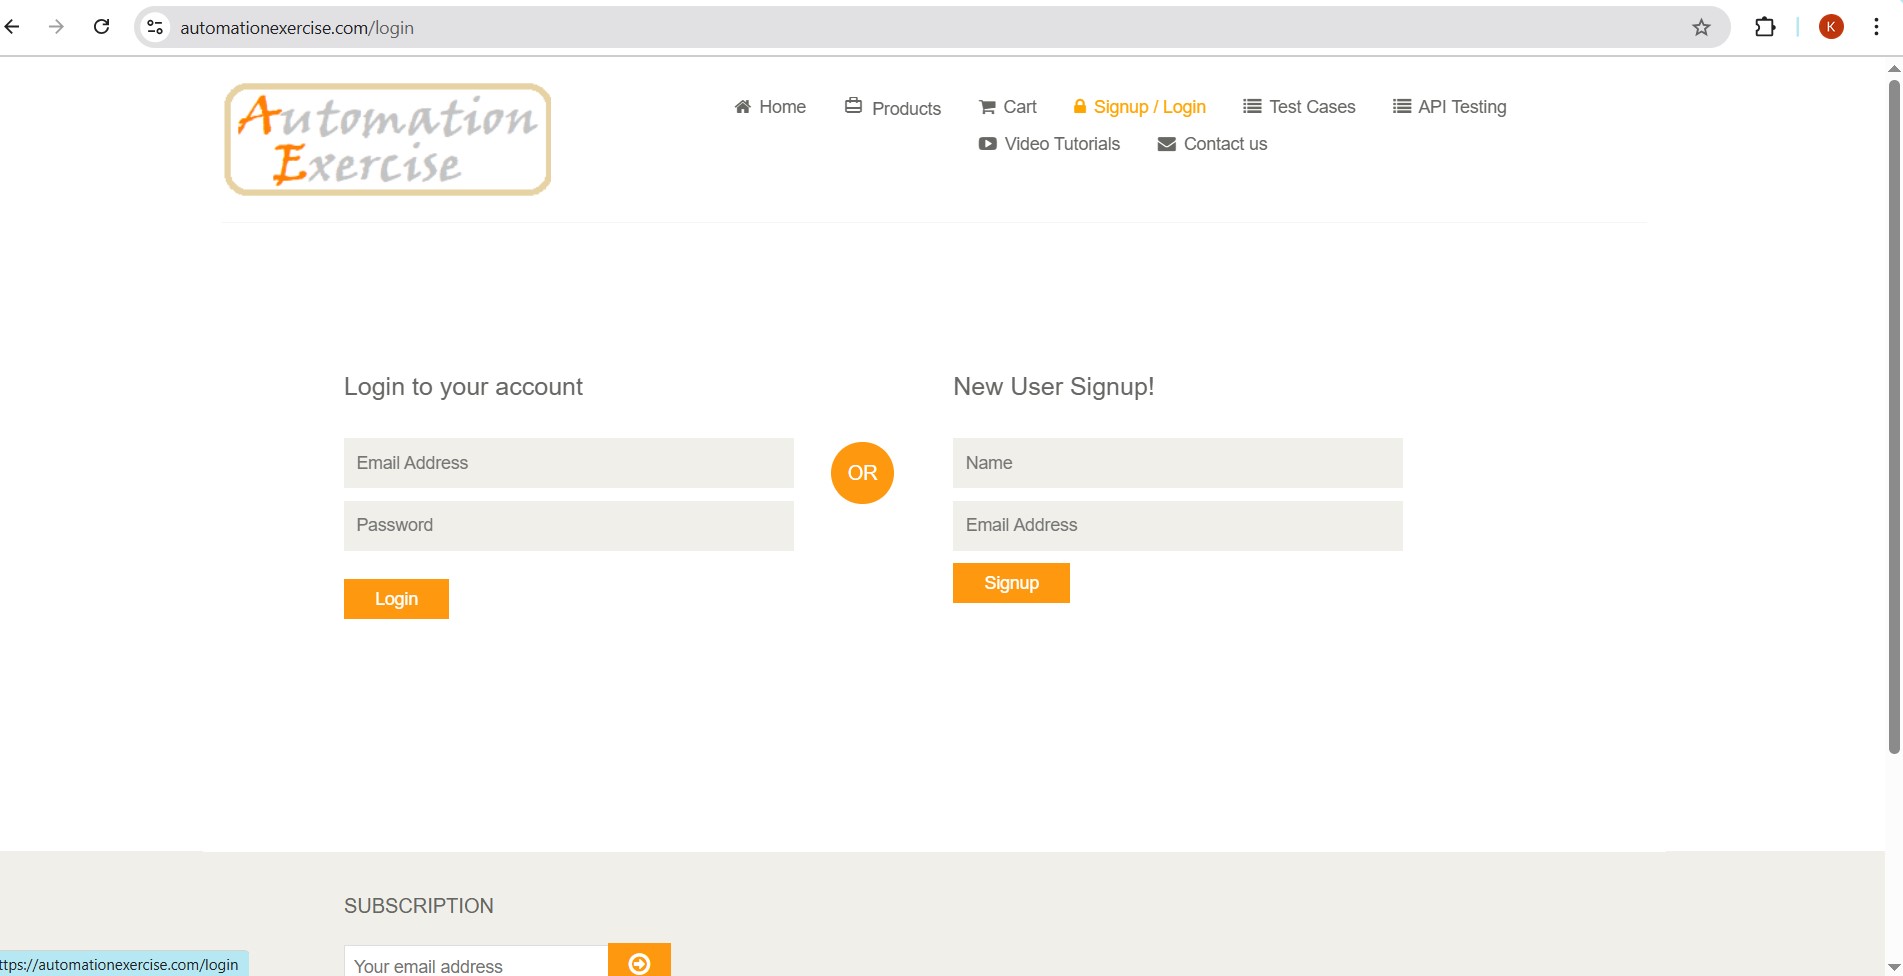 automationexercise.com/login
K
Automation
Exercise
Home
Products
Cart
Signup / Login
Test Cases
API Testing
Video Tutorials
Contact us
Login to your account
Email Address
Password
Login
OR
New User Signup!
Name
Email Address
Signup
SUBSCRIPTION
Your email address
ttps://automationexercise.com/login